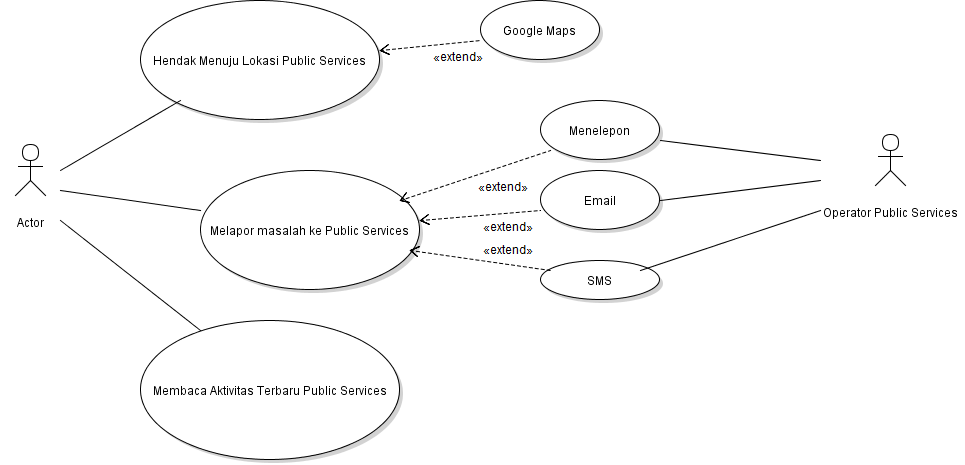 Google Maps
Hendak Menuju Lokasi Public Services
«extend»
Menelepon
«extend»
Email
Actor
Operator Public Services
Melapor masalah ke Public Services
«extend»
«extend»
SMS
Membaca Aktivitas Terbaru Public Services